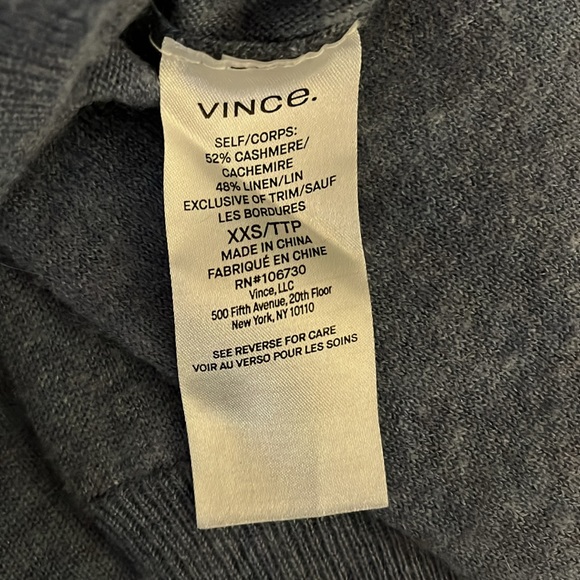 VINCE.
SELF/CORPS:
52% CASHMERE/
CACHEMIRE
48% LINEN/LIN
EXCLUSIVE OF TRIM/SAUF
LES BORDURES
XXS/TTP
MADE IN CHINA
FABRIQUÉ EN CHINE
RN#106730
Vince, LLC
500 Fifth Avenue, 20th Floor
New York, NY 10110
SEE REVERSE FOR CARE
VOIR AU VERSO POUR LES SOINS